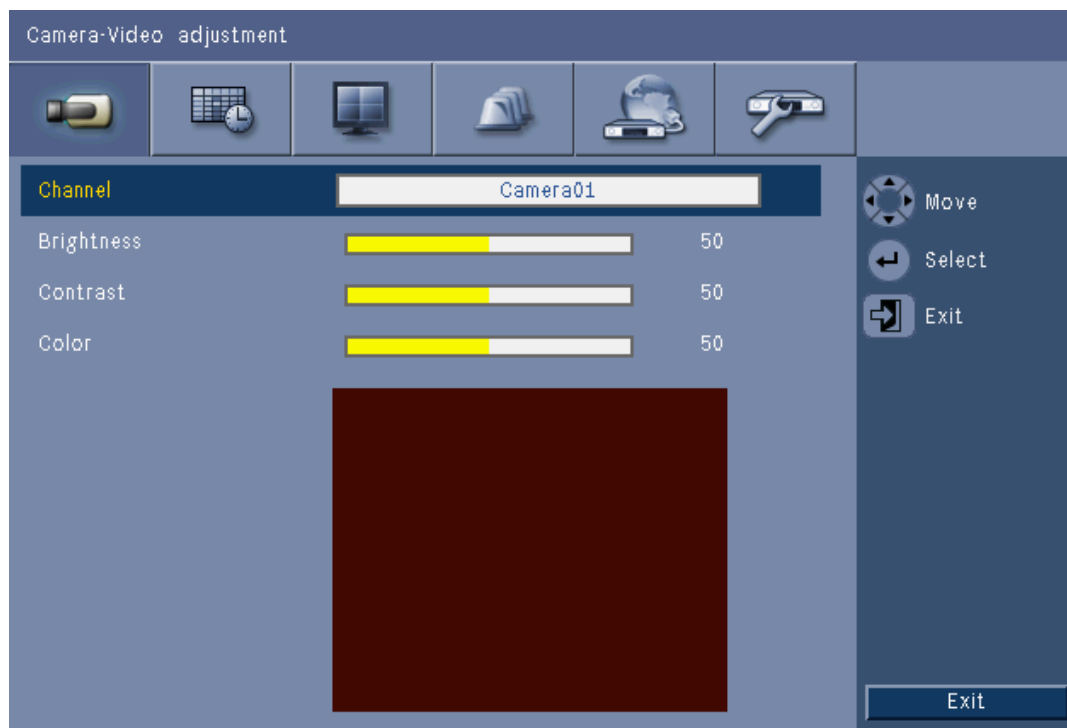 Camera-Video adjustment
Channel Camera01
Brightness 50
Contrast 50
Color 50
Move
Select
Exit
Exit